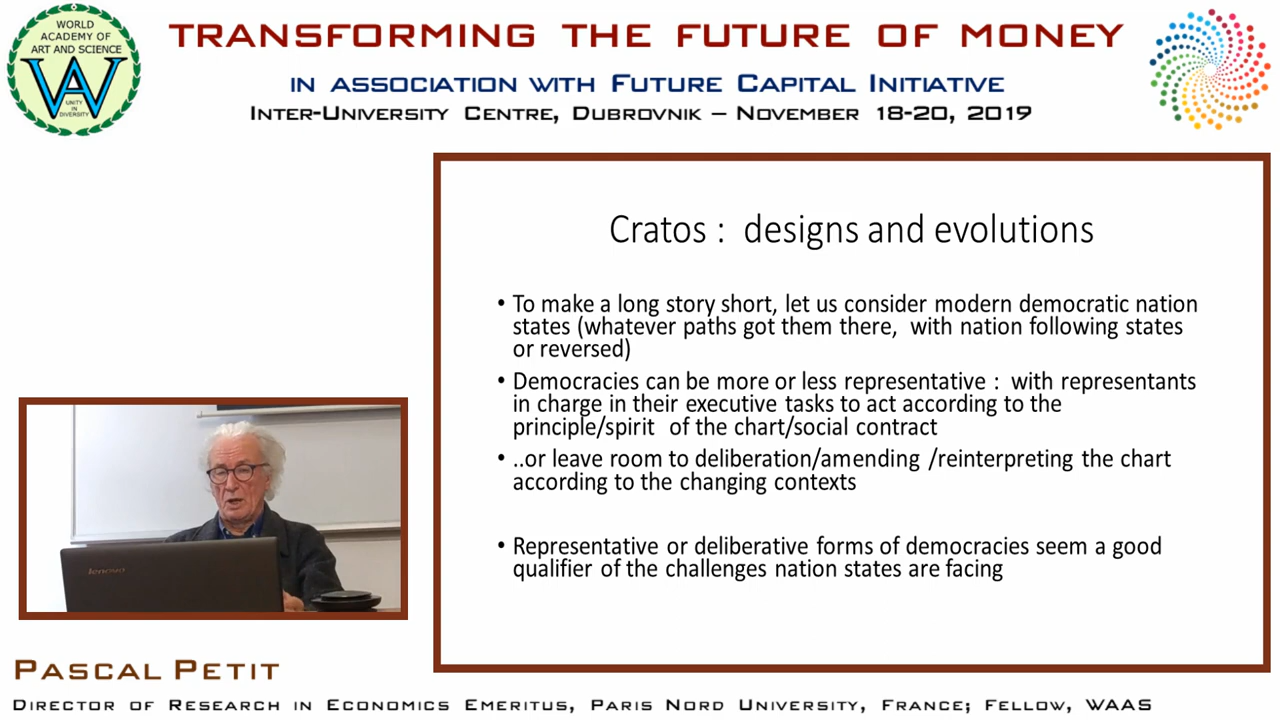 WORLD
ACADEMY OF
ART AND SCIENCE
WA
UNITY
IN
DIVERSITY
TRANSFORMING THE FUTURE OF MONEY
IN ASSOCIATION WITH FUTURE CAPITAL INITIATIVE
INTER-UNIVERSITY CENTRE, DUBROVNIK – NOVEMBER 18-20, 2019
Cratos : designs and evolutions
• To make a long story short, let us consider modern democratic nation
states (whatever paths got them there, with nation following states
or reversed)
• Democracies can be more or less representative : with representants
in charge in their executive tasks to act according to the
principle/spirit of the chart/social contract
• ..or leave room to deliberation/amending /reinterpreting the chart
according to the changing contexts
• Representative or deliberative forms of democracies seem a good
qualifier of the challenges nation states are facing
lenovo
PASCAL PETIT
DIRECTOR OF RESEARCH IN ECONOMICS EMERITUS, PARIS NORD UNIVERSITY, FRANCE; FELLOW, WAAS